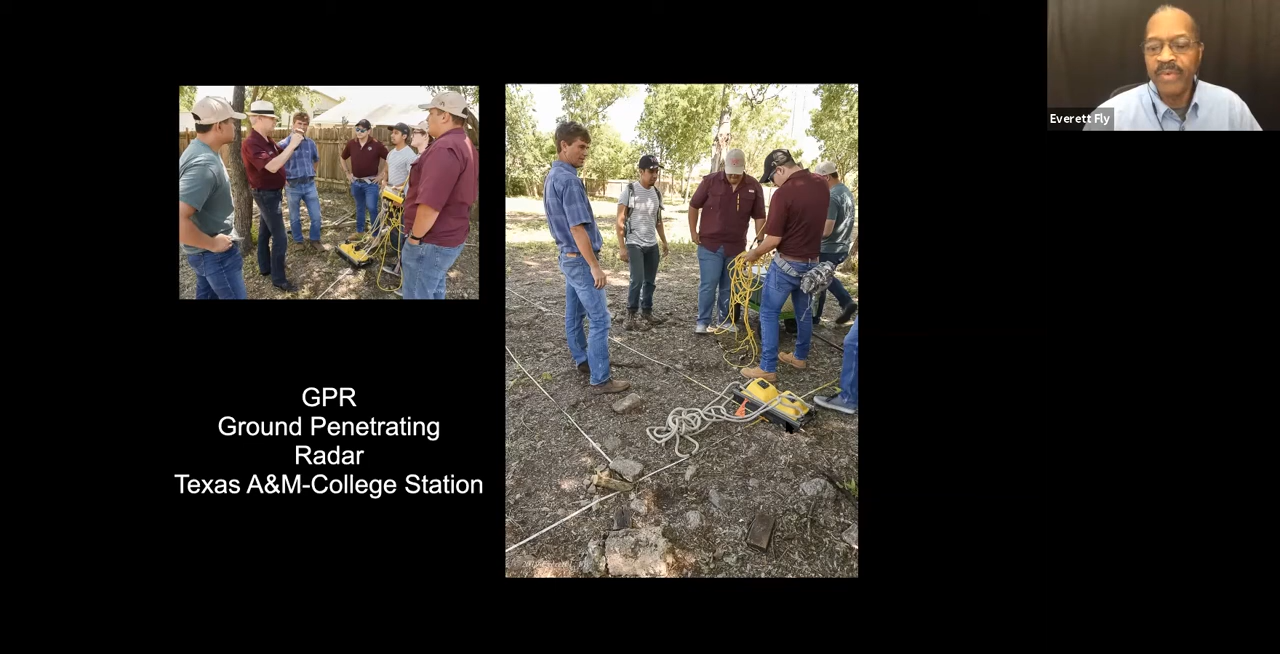 Everett Fly
GPR
Ground Penetrating
Radar
Texas A&M-College Station